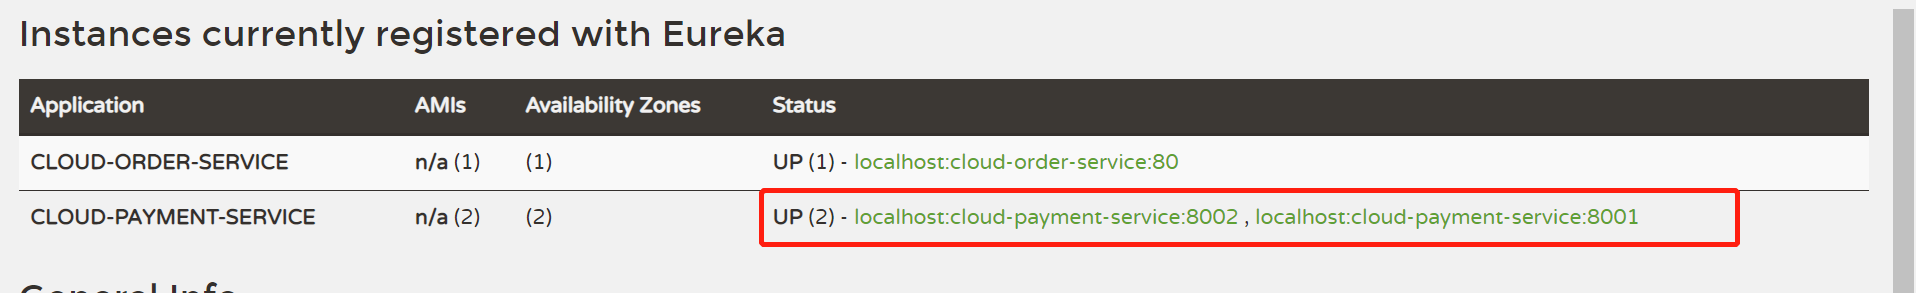 Instances currently registered with Eureka
Application AMIs Availability Zones Status
CLOUD-ORDER-SERVICE n/a (1) (1) UP (1) - localhost:cloud-order-service:80
CLOUD-PAYMENT-SERVICE n/a (2) (2) UP (2) - localhost:cloud-payment-service:8002 , localhost:cloud-payment-service:8001
General Info